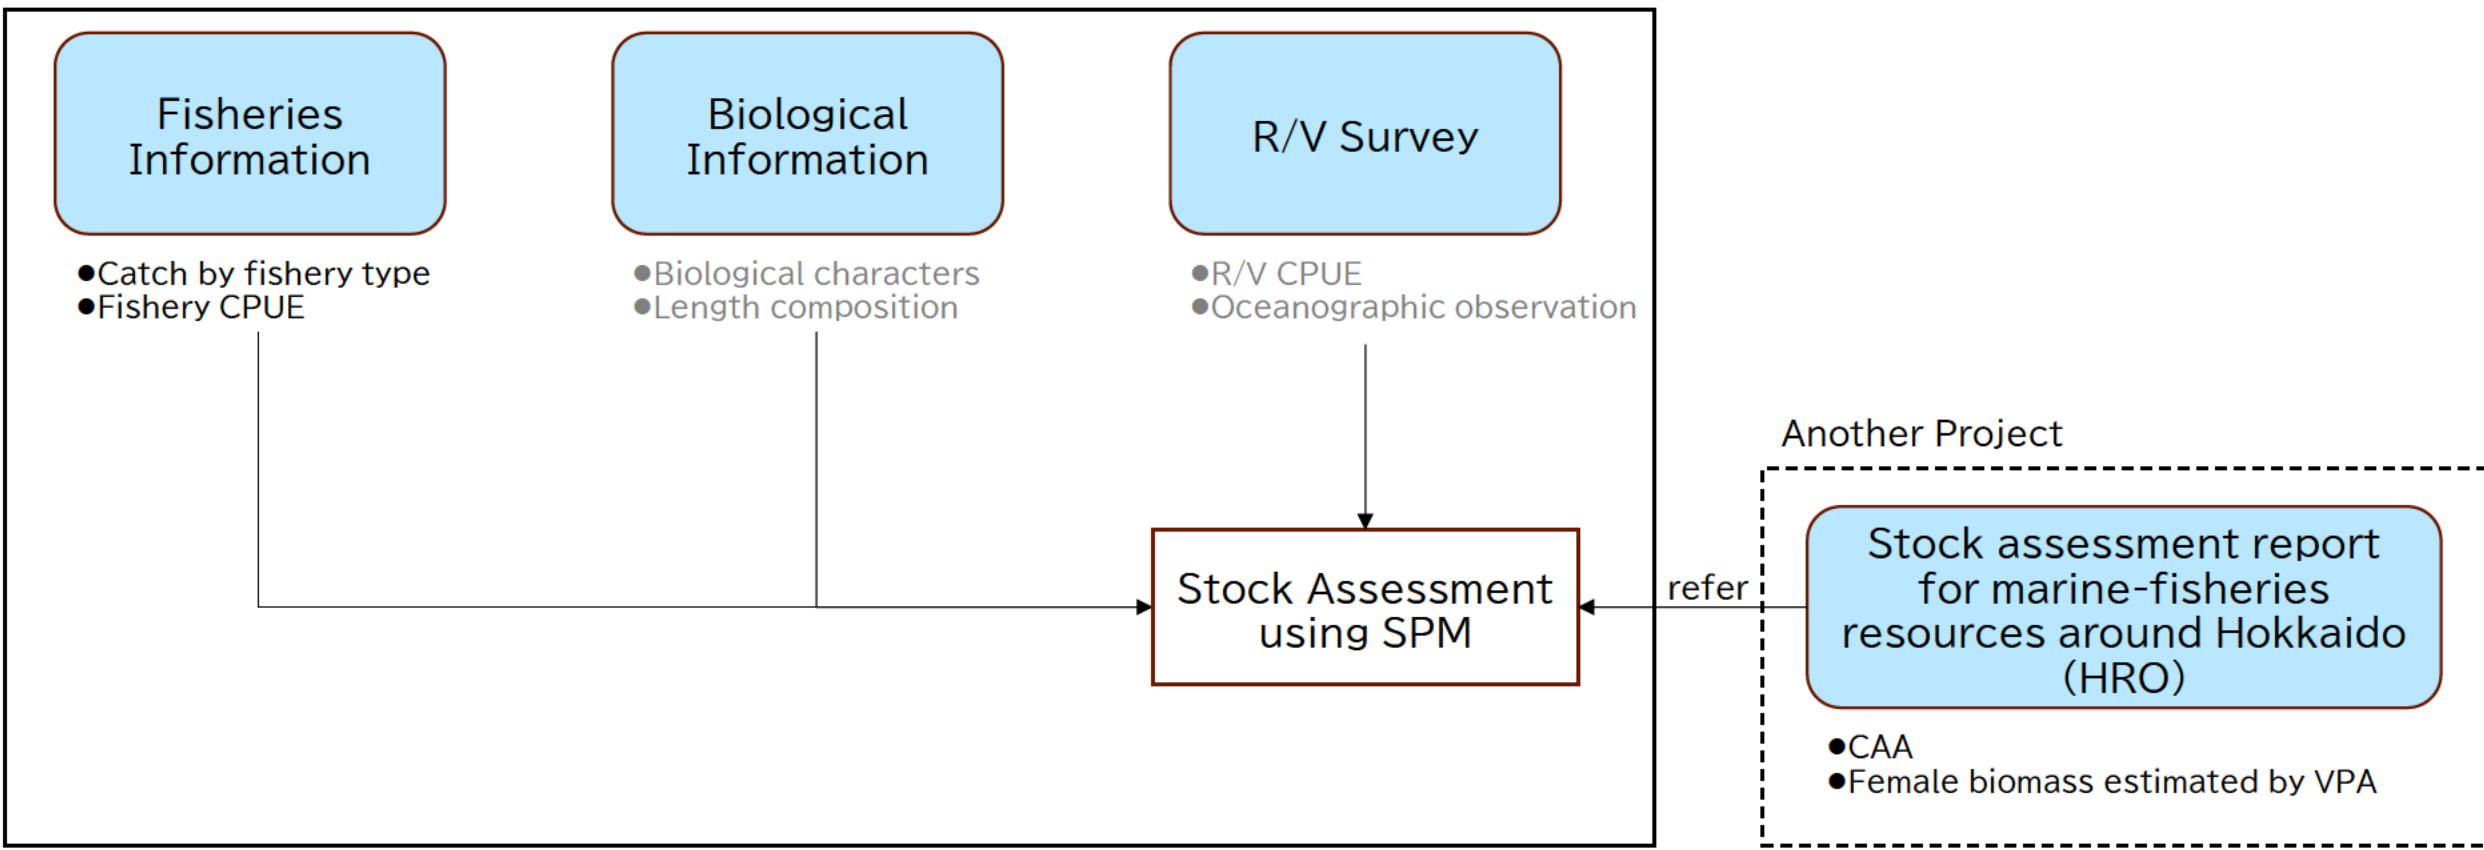 Fisheries
Information
●Catch by fishery type
●Fishery CPUE
Biological
Information
●Biological characters
●Length composition
R/V Survey
●R/V CPUE
●Oceanographic observation
Stock Assessment
using SPM
refer
Another Project
Stock assessment report
for marine-fisheries
resources around Hokkaido
(HRO)
●CAA
●Female biomass estimated by VPA